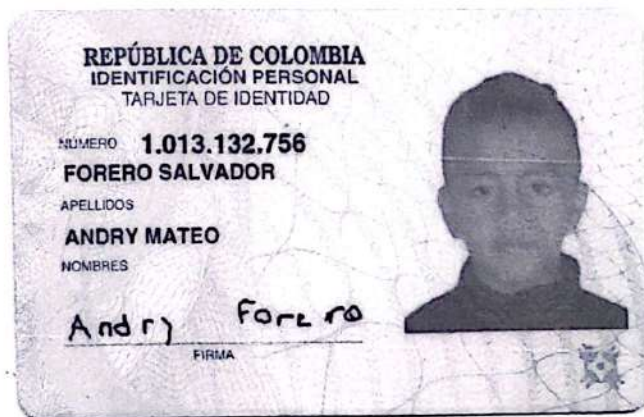 REPÚBLICA DE COLOMBIA
IDENTIFICACIÓN PERSONAL
TARJETA DE IDENTIDAD
NÚMERO 1.013.132.756
FORERO SALVADOR
APELLIDOS
ANDRY MATEO
NOMBRES
Andry Forero
FIRMA